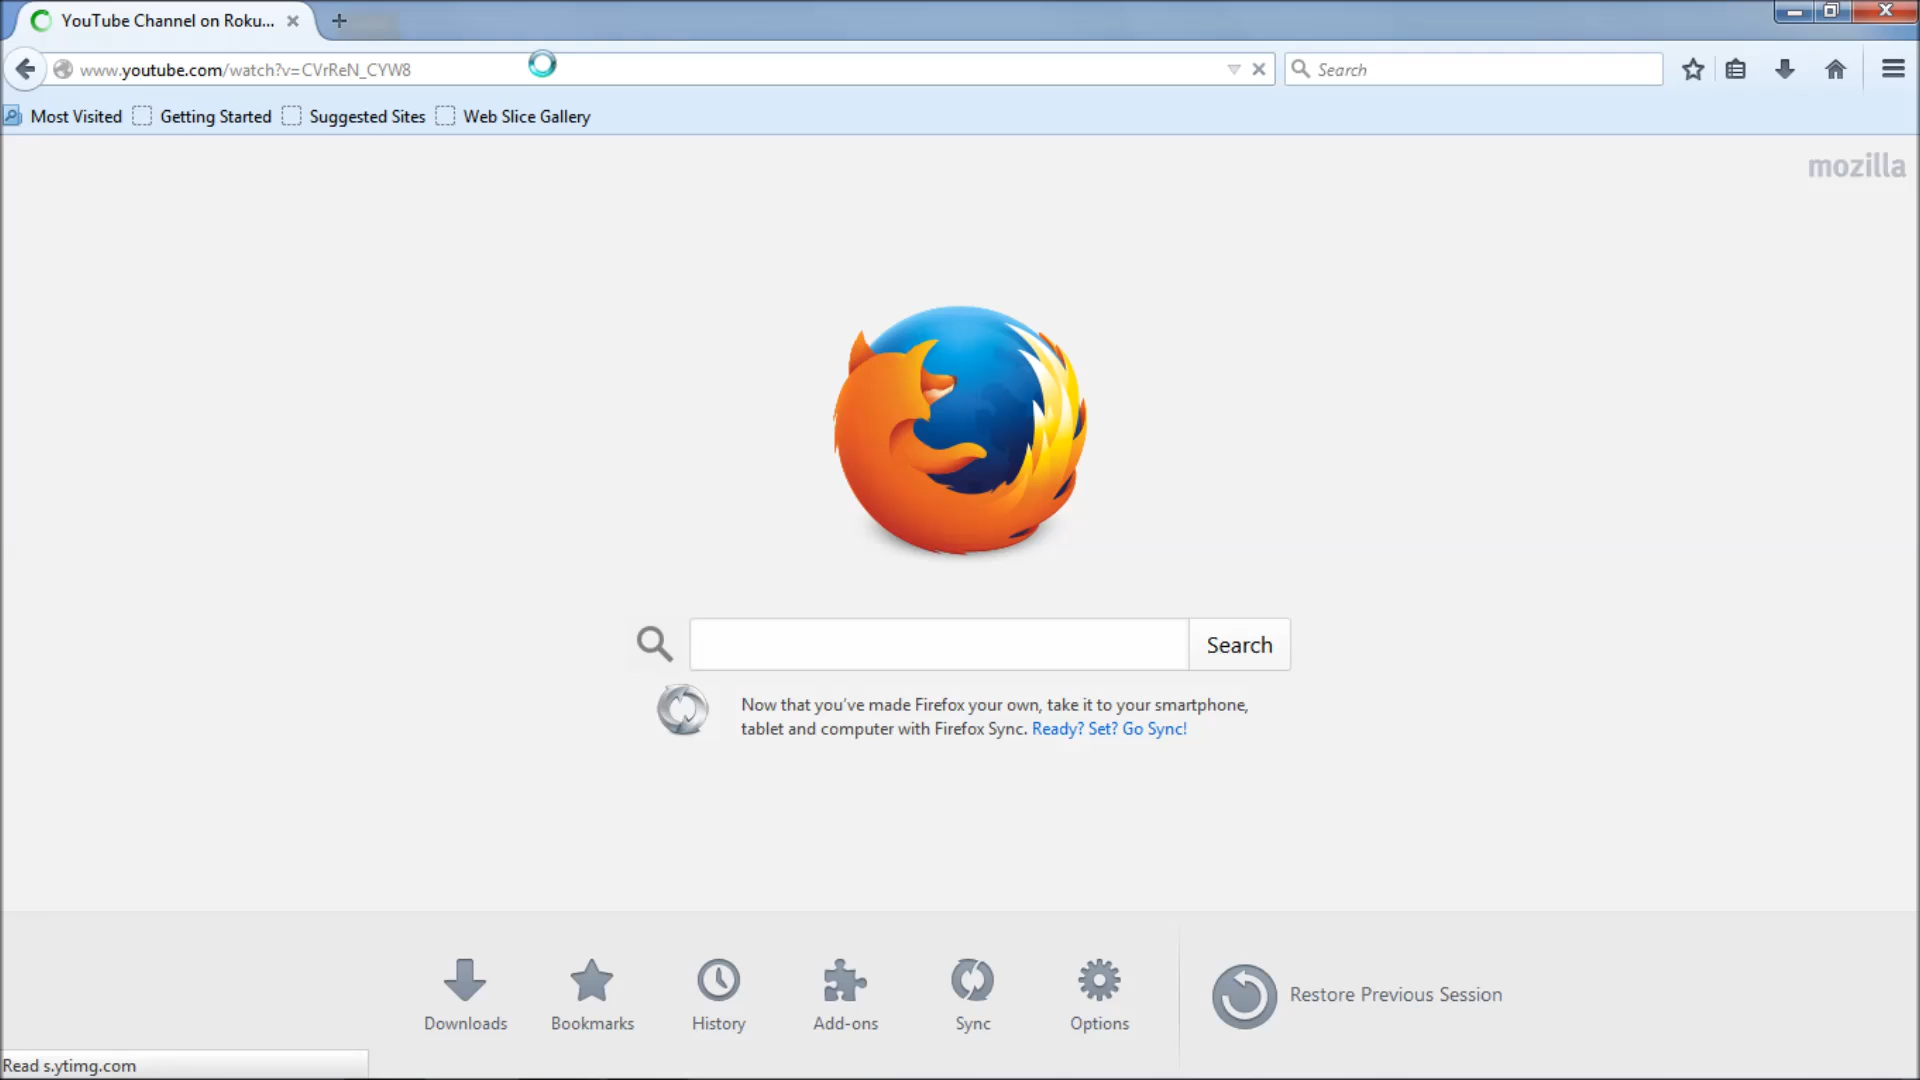 YouTube Channel on Roku...
www.youtube.com/watch?v=CVrReN_CYW8
Search
Most Visited
Getting Started
Suggested Sites
Web Slice Gallery
mozilla
Search
Now that you've made Firefox your own, take it to your smartphone,
tablet and computer with Firefox Sync. Ready? Set? Go Sync!
Downloads
Bookmarks
History
Add-ons
Sync
Options
Restore Previous Session
Read s.ytimg.com